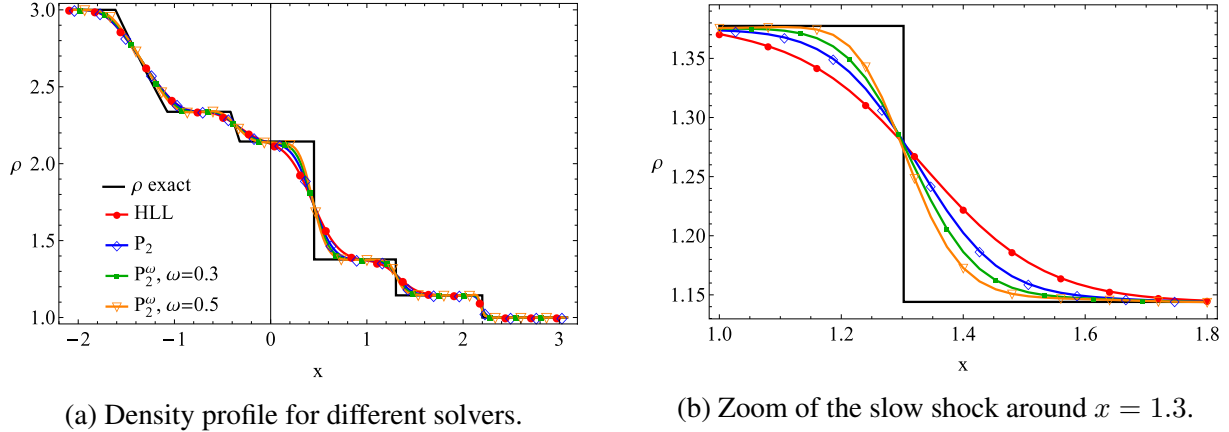 3.0
2.5
ρ
2.0
1.5
1.0
ρ exact
HLL
P₂
P₂^ω, ω=0.3
P₂^ω, ω=0.5
−2 −1 0 1 2 3
x
(a) Density profile for different solvers.
1.35
1.30
ρ
1.25
1.20
1.15
1.0 1.2 1.4 1.6 1.8
x
(b) Zoom of the slow shock around x = 1.3.